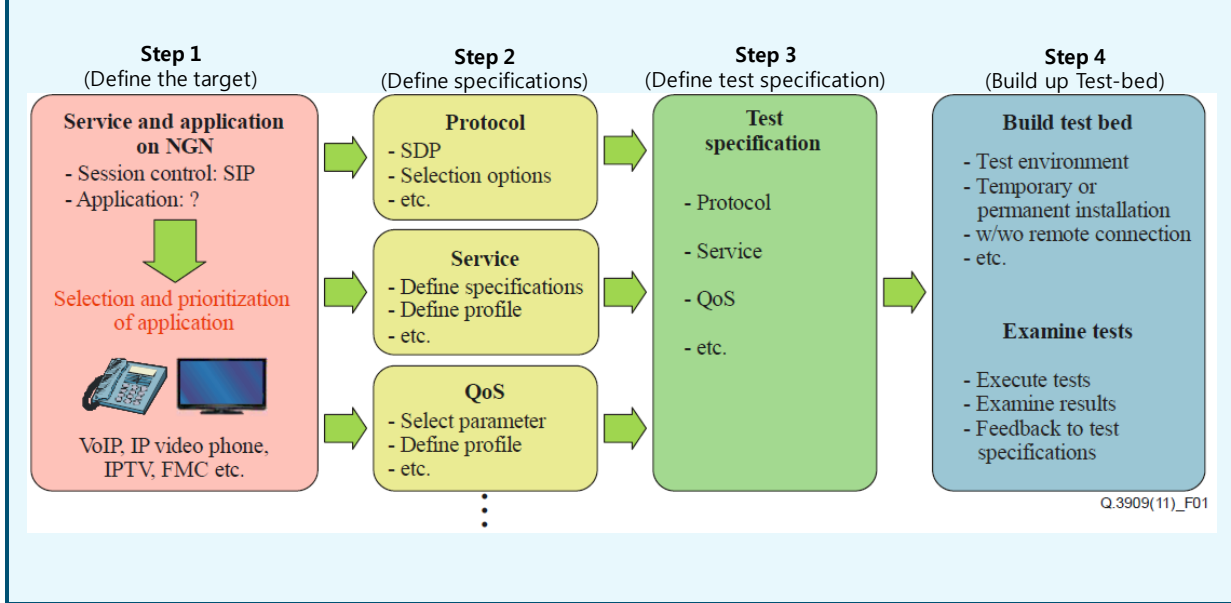 Step 1
(Define the target)
Service and application
on NGN
- Session control: SIP
- Application: ?
Selection and prioritization
of application
VoIP, IP video phone,
IPTV, FMC etc.
Step 2
(Define specifications)
Protocol
- SDP
- Selection options
- etc.
Service
- Define specifications
- Define profile
- etc.
QoS
- Select parameter
- Define profile
- etc.
Step 3
(Define test specification)
Test
specification
- Protocol
- Service
- QoS
- etc.
Step 4
(Build up Test-bed)
Build test bed
- Test environment
- Temporary or
permanent installation
- w/wo remote connection
- etc.
Examine tests
- Execute tests
- Examine results
- Feedback to test
specifications
Q.3909(11)_F01